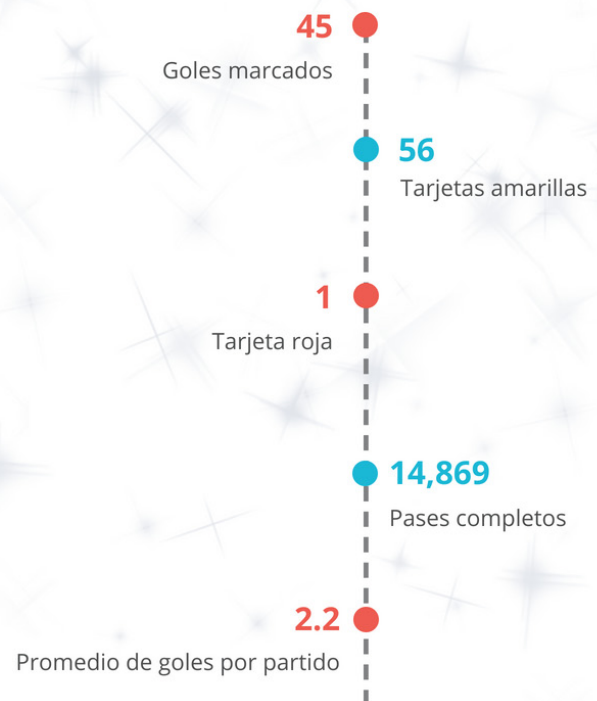 45
Goles marcados
56
Tarjetas amarillas
1
Tarjeta roja
14,869
Pases completos
2.2
Promedio de goles por partido